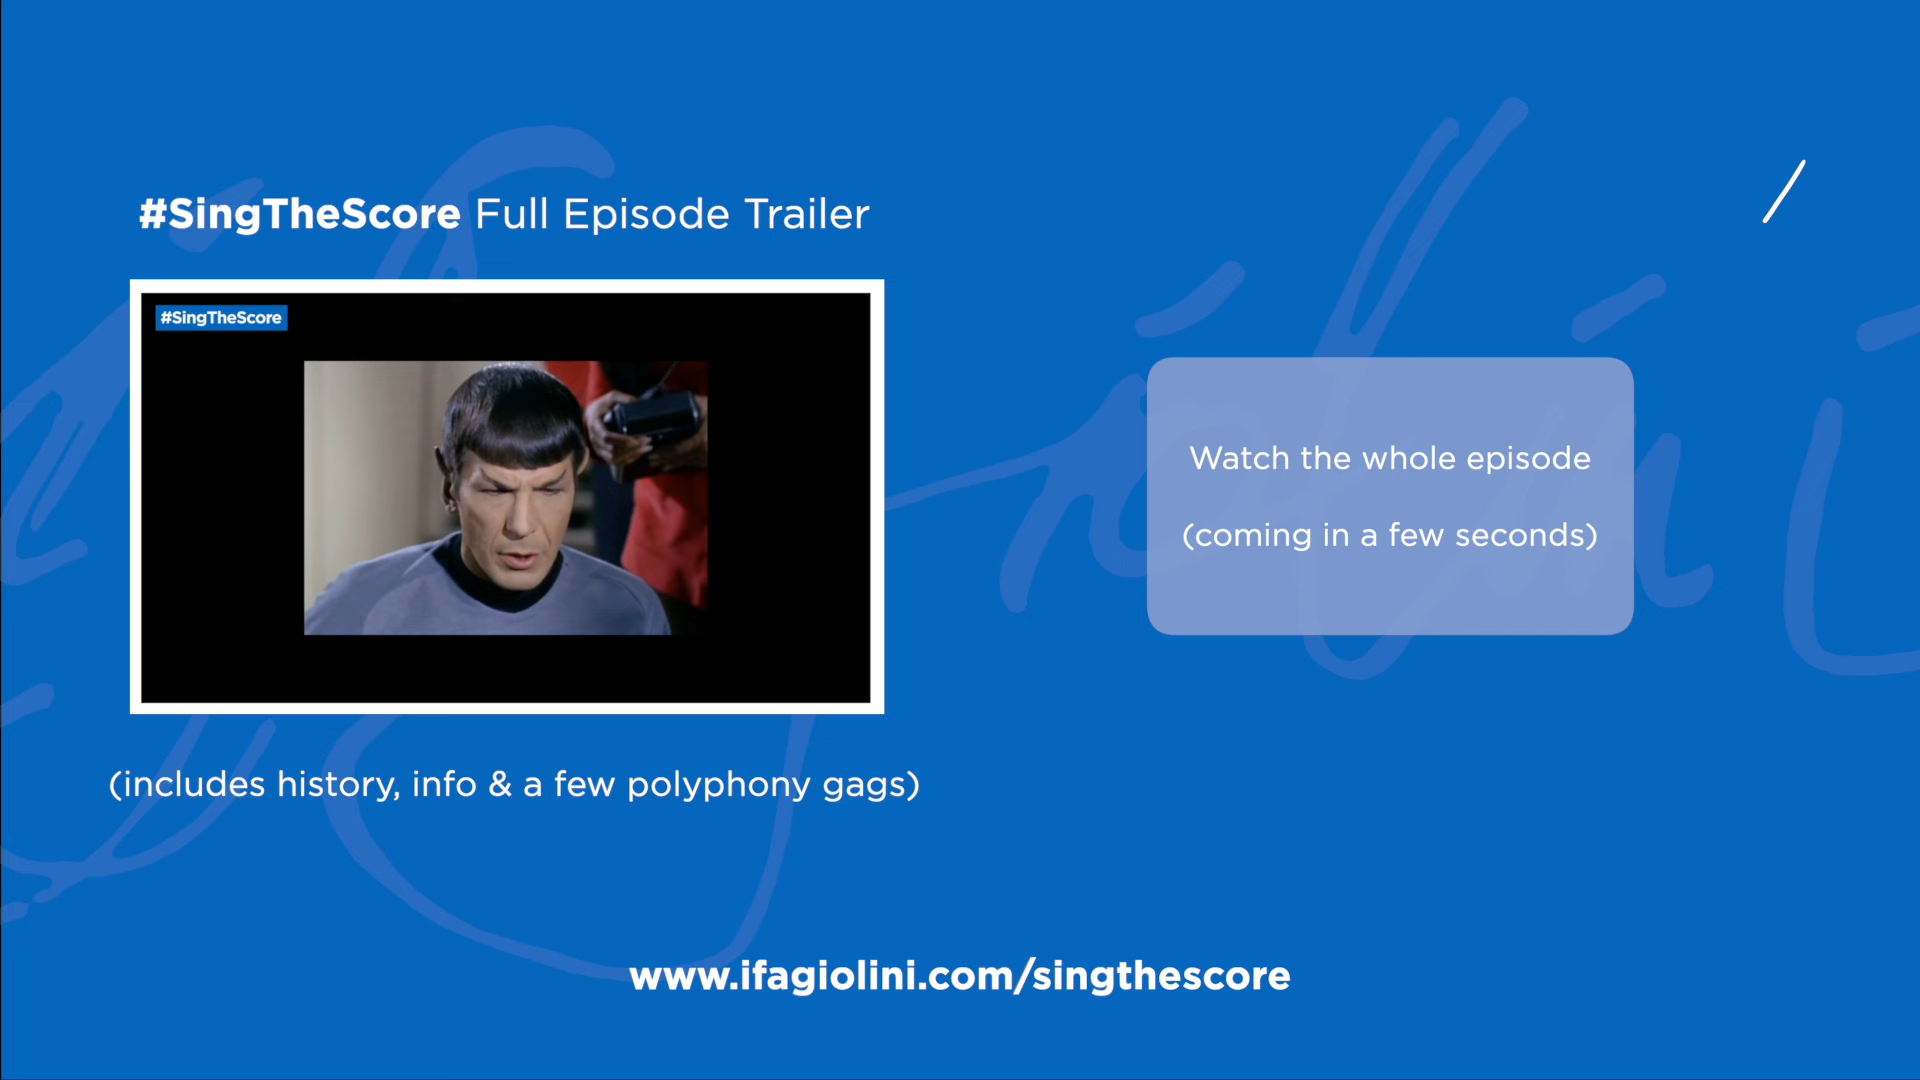 #SingTheScore Full Episode Trailer
#SingTheScore
Watch the whole episode
(coming in a few seconds)
(includes history, info & a few polyphony gags)
www.ifagiolini.com/singthescore